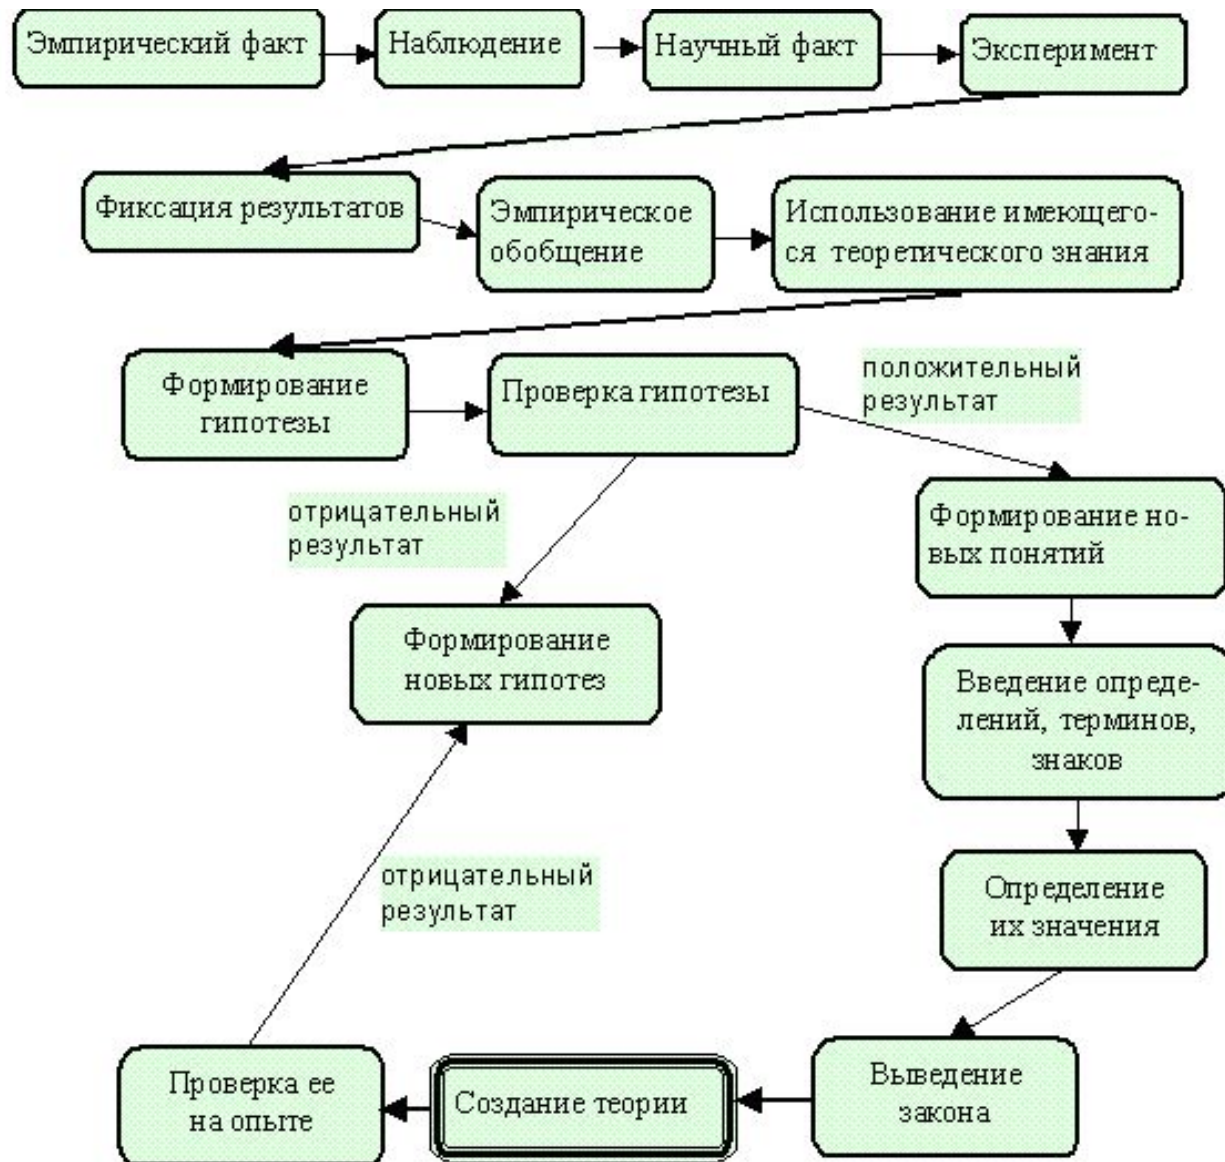 Эмпирический факт
Наблюдение
Научный факт
Эксперимент
Фиксация результатов
Эмпирическое
обобщение
Использование имеющего-
ся теоретического знания
Формирование
гипотезы
Проверка гипотезы
положительный
результат
отрицательный
результат
Формирование но-
вых понятий
Формирование
новых гипотез
Введение опреде-
лений, терминов,
знаков
отрицательный
результат
Определение
их значения
Выведение
закона
Создание теории
Проверка ее
на опыте